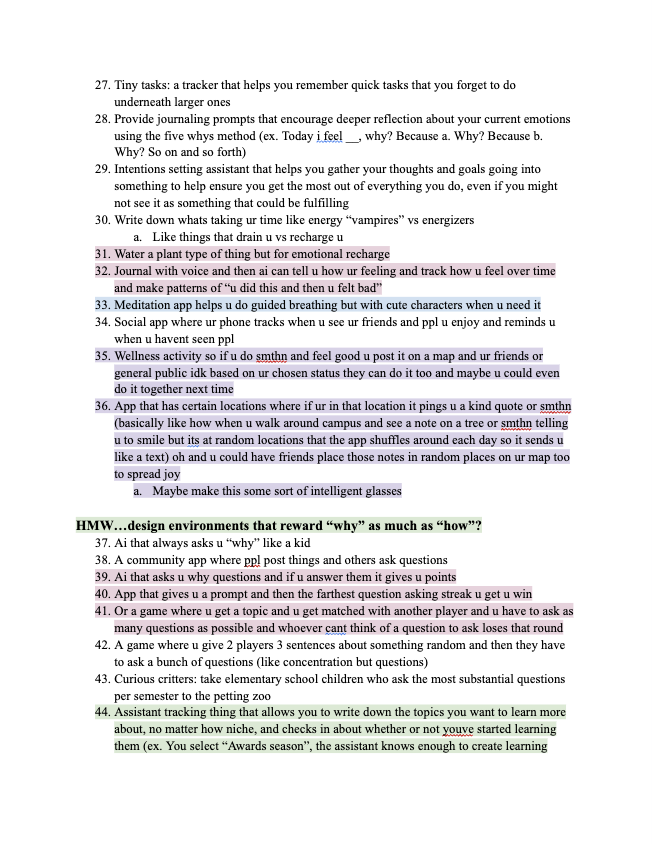 27. Tiny tasks: a tracker that helps you remember quick tasks that you forget to do
underneath larger ones
28. Provide journaling prompts that encourage deeper reflection about your current emotions
using the five whys method (ex. Today i feel __, why? Because a. Why? Because b.
Why? So on and so forth)
29. Intentions setting assistant that helps you gather your thoughts and goals going into
something to help ensure you get the most out of everything you do, even if you might
not see it as something that could be fulfilling
30. Write down whats taking ur time like energy “vampires” vs energizers
a. Like things that drain u vs recharge u
31. Water a plant type of thing but for emotional recharge
32. Journal with voice and then ai can tell u how ur feeling and track how u feel over time
and make patterns of “u did this and then u felt bad”
33. Meditation app helps u do guided breathing but with cute characters when u need it
34. Social app where ur phone tracks when u see ur friends and ppl u enjoy and reminds u
when u havent seen ppl
35. Wellness activity so if u do smthn and feel good u post it on a map and ur friends or
general public idk based on ur chosen status they can do it too and maybe u could even
do it together next time
36. App that has certain locations where if ur in that location it pings u a kind quote or smthn
(basically like how when u walk around campus and see a note on a tree or smthn telling
u to smile but its at random locations that the app shuffles around each day so it sends u
like a text) oh and u could have friends place those notes in random places on ur map too
to spread joy
a. Maybe make this some sort of intelligent glasses
HMW…design environments that reward “why” as much as “how”?
37. Ai that always asks u “why” like a kid
38. A community app where ppl post things and others ask questions
39. Ai that asks u why questions and if u answer them it gives u points
40. App that gives u a prompt and then the farthest question asking streak u get u win
41. Or a game where u get a topic and u get matched with another player and u have to ask as
many questions as possible and whoever cant think of a question to ask loses that round
42. A game where u give 2 players 3 sentences about something random and then they have
to ask a bunch of questions (like concentration but questions)
43. Curious critters: take elementary school children who ask the most substantial questions
per semester to the petting zoo
44. Assistant tracking thing that allows you to write down the topics you want to learn more
about, no matter how niche, and checks in about whether or not youve started learning
them (ex. You select “Awards season”, the assistant knows enough to create learning